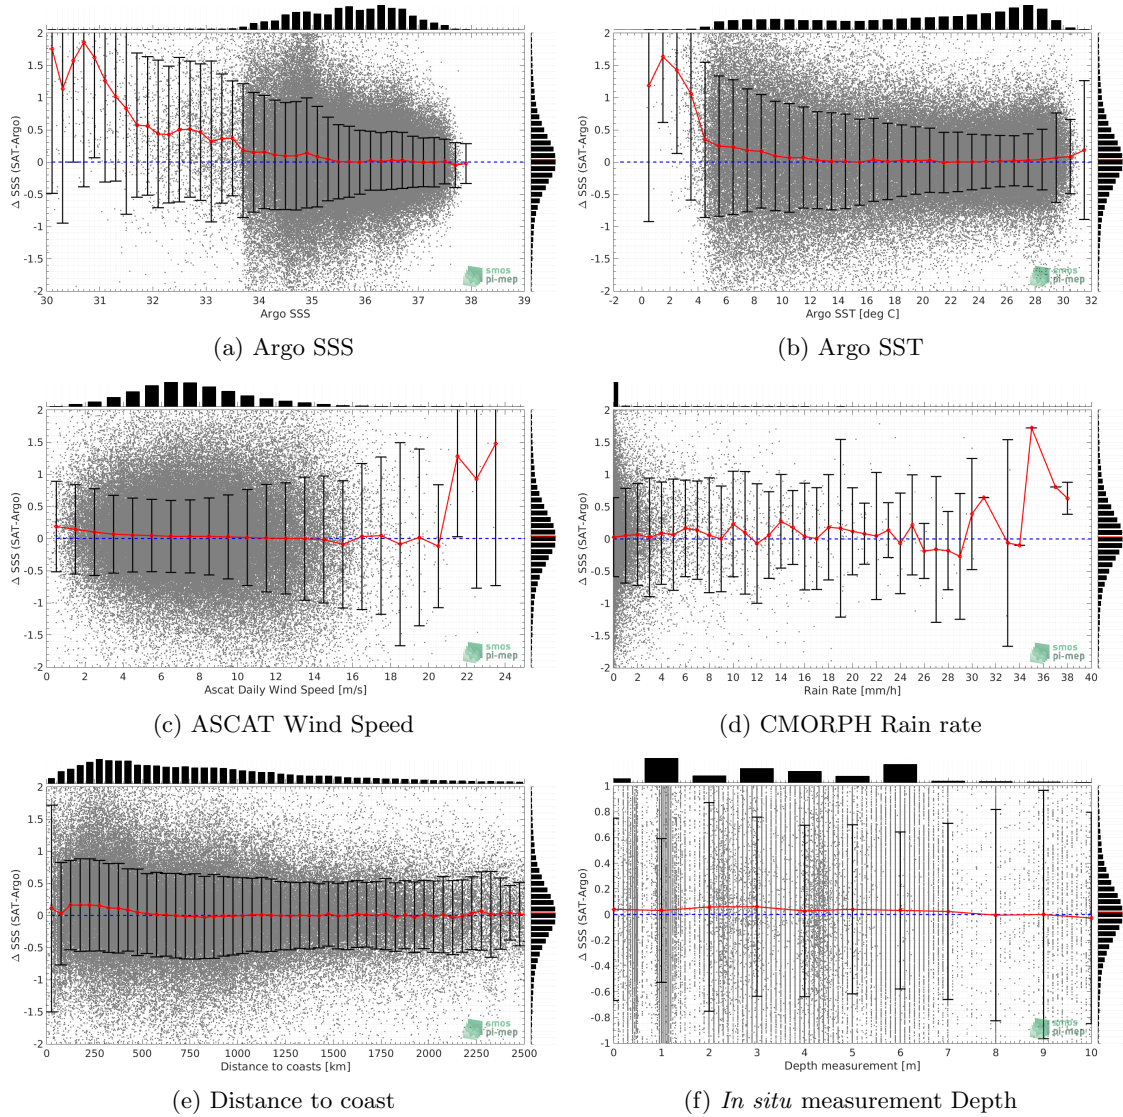 2
1.5
1
0.5
0
-0.5
-1
-1.5
-2
Δ SSS (SAT-Argo)
30 31 32 33 34 35 36 37 38 39
Argo SSS
smos
pi-mep
(a) Argo SSS
2
1.5
1
0.5
0
-0.5
-1
-1.5
-2
Δ SSS (SAT-Argo)
-2 0 2 4 6 8 10 12 14 16 18 20 22 24 26 28 30 32
Argo SST [deg C]
smos
pi-mep
(b) Argo SST
2
1.5
1
0.5
0
-0.5
-1
-1.5
-2
Δ SSS (SAT-Argo)
0 2 4 6 8 10 12 14 16 18 20 22 24
Ascat Daily Wind Speed [m/s]
smos
pi-mep
(c) ASCAT Wind Speed
2
1.5
1
0.5
0
-0.5
-1
-1.5
-2
Δ SSS (SAT-Argo)
0 2 4 6 8 10 12 14 16 18 20 22 24 26 28 30 32 34 36 38 40
Rain Rate [mm/h]
smos
pi-mep
(d) CMORPH Rain rate
2
1.5
1
0.5
0
-0.5
-1
-1.5
-2
Δ SSS (SAT-Argo)
0 250 500 750 1000 1250 1500 1750 2000 2250 2500
Distance to coasts [km]
smos
pi-mep
(e) Distance to coast
1
0.8
0.6
0.4
0.2
0
-0.2
-0.4
-0.6
-0.8
-1
Δ SSS (SAT-Argo)
0 1 2 3 4 5 6 7 8 9 10
Depth measurement [m]
smos
pi-mep
(f) In situ measurement Depth